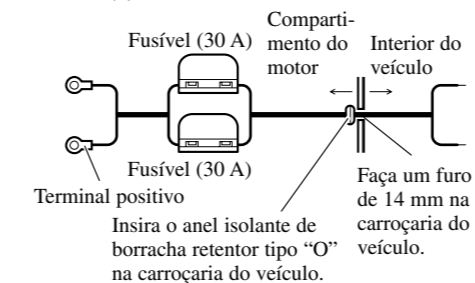 Comparti-
mento do
motor
Fusível (30 A)
Interior do
veículo
Fusível (30 A)
Terminal positivo
Insira o anel isolante de
borracha retentor tipo “O”
na carroçaria do veículo.
Faça um furo
de 14 mm na
carroçaria do
veículo.